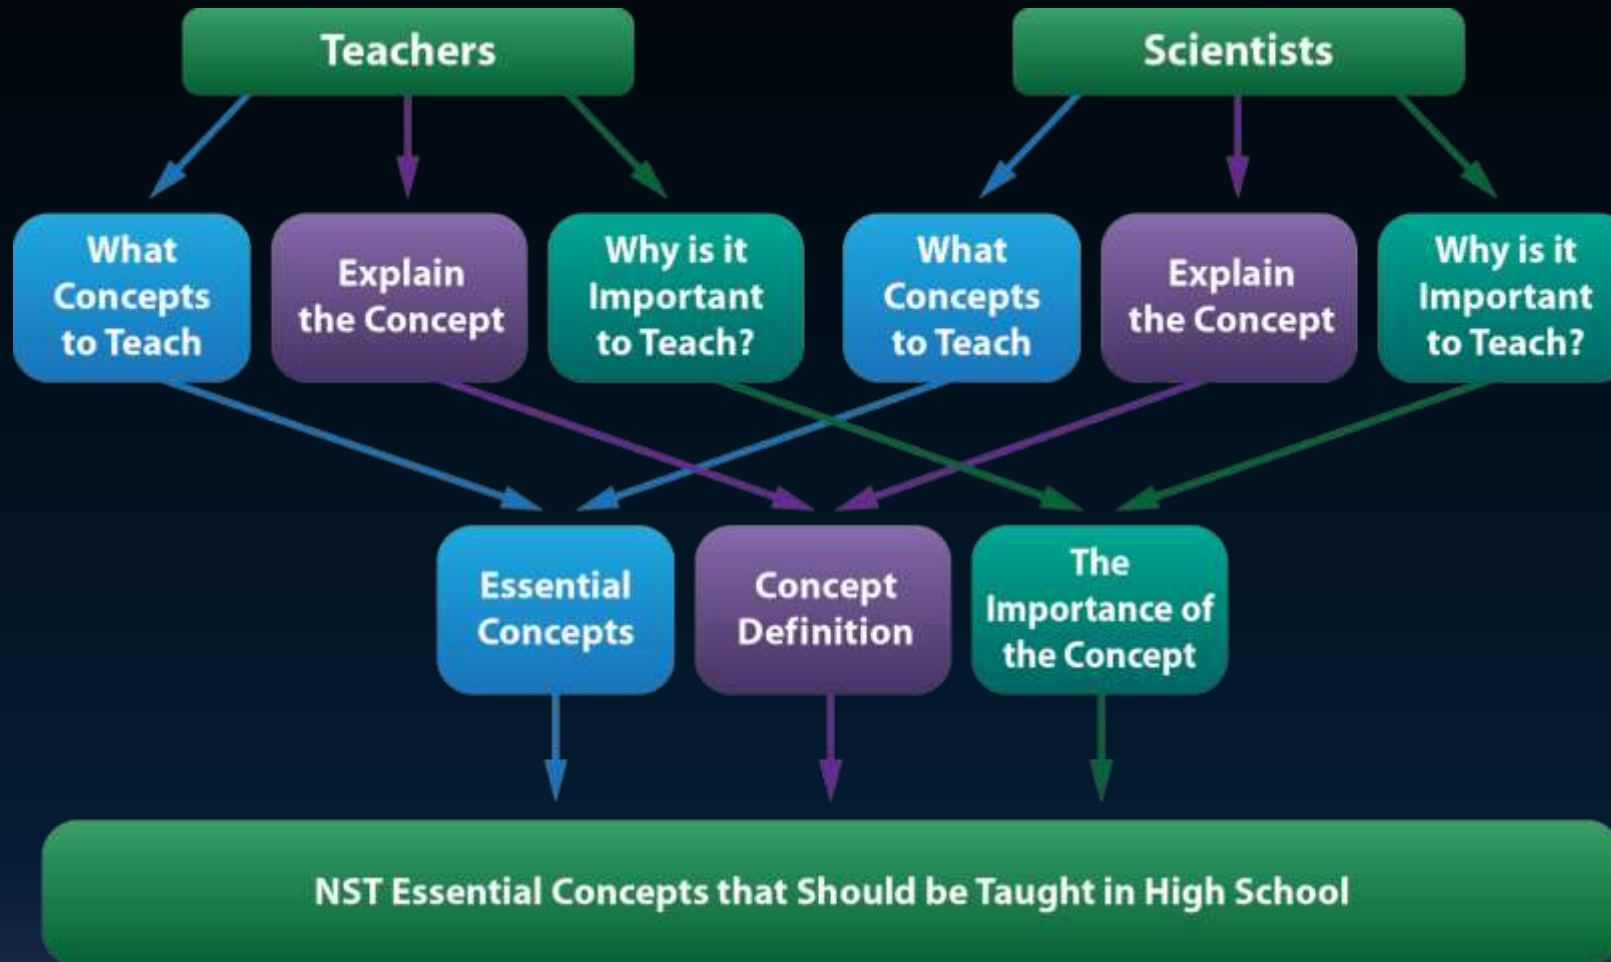 Teachers
Scientists
What
Concepts
to Teach
Explain
the Concept
Why is it
Important
to Teach?
What
Concepts
to Teach
Explain
the Concept
Why is it
Important
to Teach?
Essential
Concepts
Concept
Definition
The
Importance of
the Concept
NST Essential Concepts that Should be Taught in High School